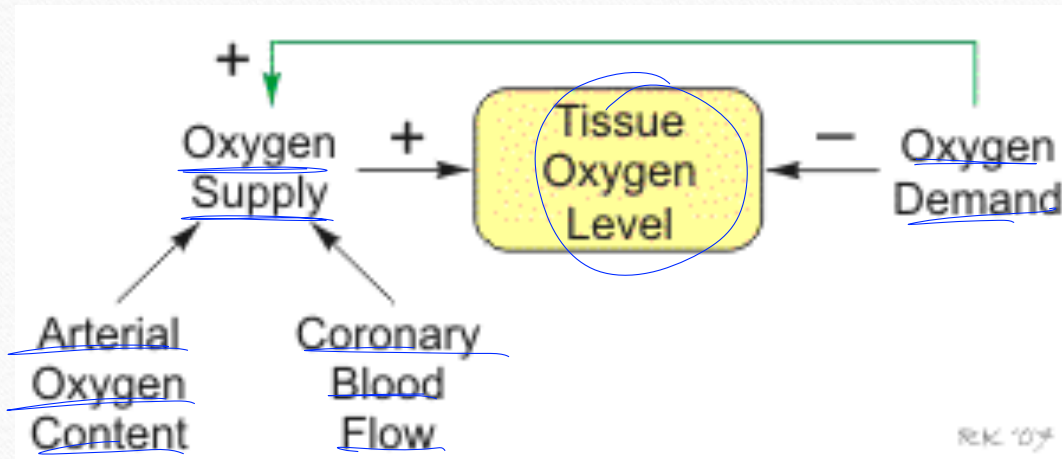 +
Oxygen
Supply
+
Tissue
Oxygen
Level
−
Oxygen
Demand
Arterial
Oxygen
Content
Coronary
Blood
Flow
RK '07